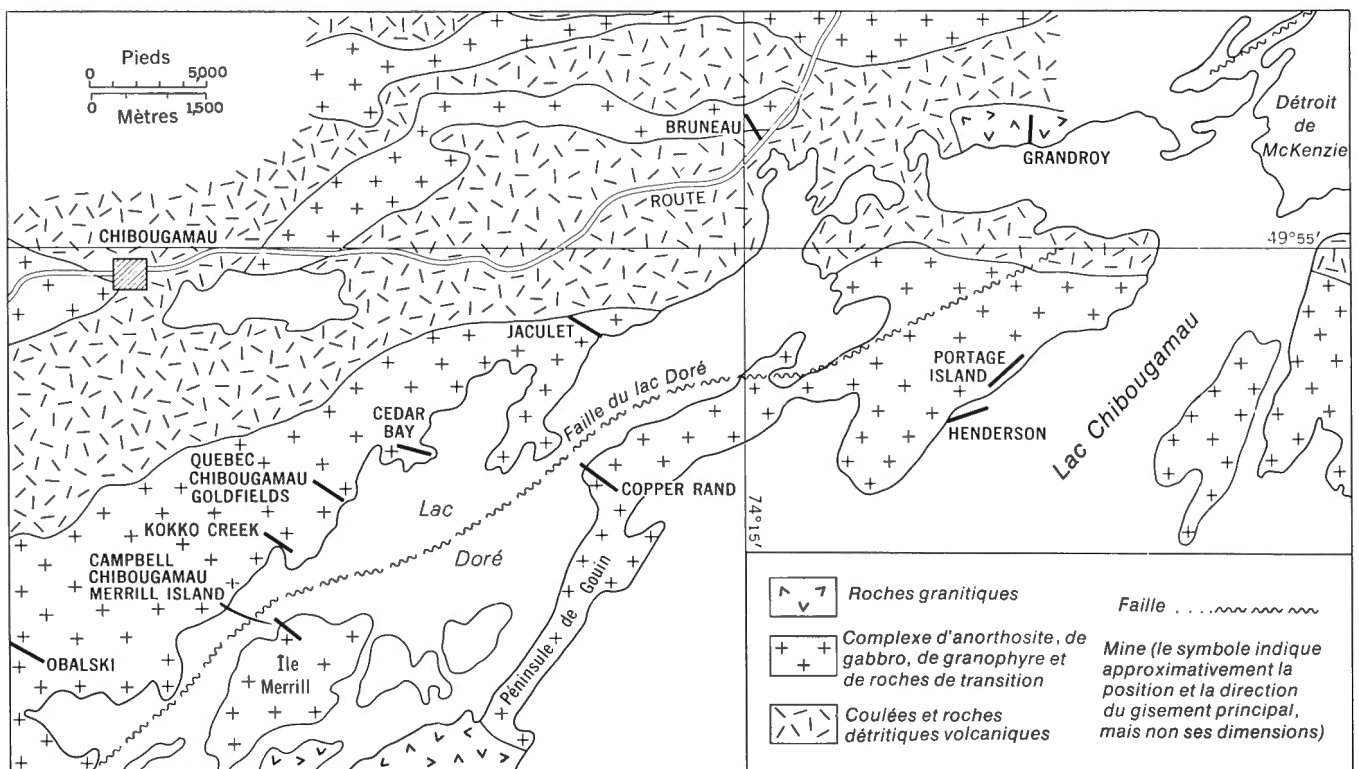 Pieds
0 5,000
0 1,500
Mètres
BRUNEAU
GRANDROY
Détroit
de
McKenzie
ROUTE
CHIBOUGAMAU
49°55′
JACULET
Faille du lac Doré
PORTAGE
ISLAND
HENDERSON
Lac Chibougamau
CEDAR
BAY
QUEBEC
CHIBOUGAMAU
GOLDFIELDS
COPPER RAND
KOKKO CREEK
Lac
Doré
74°15′
CAMPBELL
CHIBOUGAMAU
MERRILL ISLAND
OBALSKI
Île
Merrill
Péninsule de Gouin
Roches granitiques
Complexe d'anorthosite, de
gabbro, de granophyre et
de roches de transition
Coulées et roches
détritiques volcaniques
Faille . . . .
Mine (le symbole indique
approximativement la
position et la direction
du gisement principal,
mais non ses dimensions)